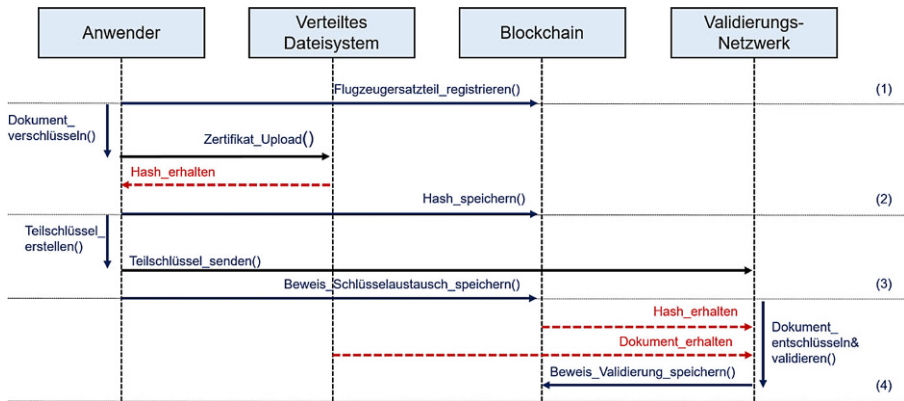 Anwender
Verteiltes
Dateisystem
Blockchain
Validierungs-
Netzwerk
Flugzeugersatzteil_registrieren()
(1)
Dokument_
verschlüsseln()
Zertifikat_Upload()
Hash_erhalten
Hash_speichern()
(2)
Teilschlüssel_
erstellen()
Teilschlüssel_senden()
Beweis_Schlüsselaustausch_speichern()
(3)
Hash_erhalten
Dokument_erhalten
Dokument_
entschlüsseln&
validieren()
Beweis_Validierung_speichern()
(4)